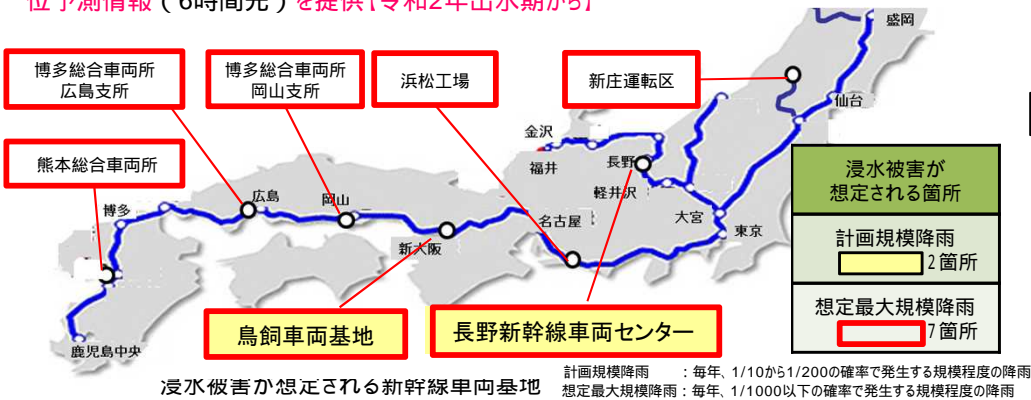 位予測情報(6時間先)を提供【令和2年出水期から】
盛岡
博多総合車両所
広島支所
博多総合車両所
岡山支所
浜松工場
新庄運転区
仙台
金沢
福井
長野
軽井沢
熊本総合車両所
博多
広島
岡山
新大阪
名古屋
大宮
東京
鹿児島中央
浸水被害が
想定される箇所
計画規模降雨
2箇所
想定最大規模降雨
7箇所
鳥飼車両基地
長野新幹線車両センター
浸水被害が想定される新幹線車両基地
計画規模降雨 :毎年、1/10から1/200の確率で発生する規模程度の降雨
想定最大規模降雨:毎年、1/1000以下の確率で発生する規模程度の降雨